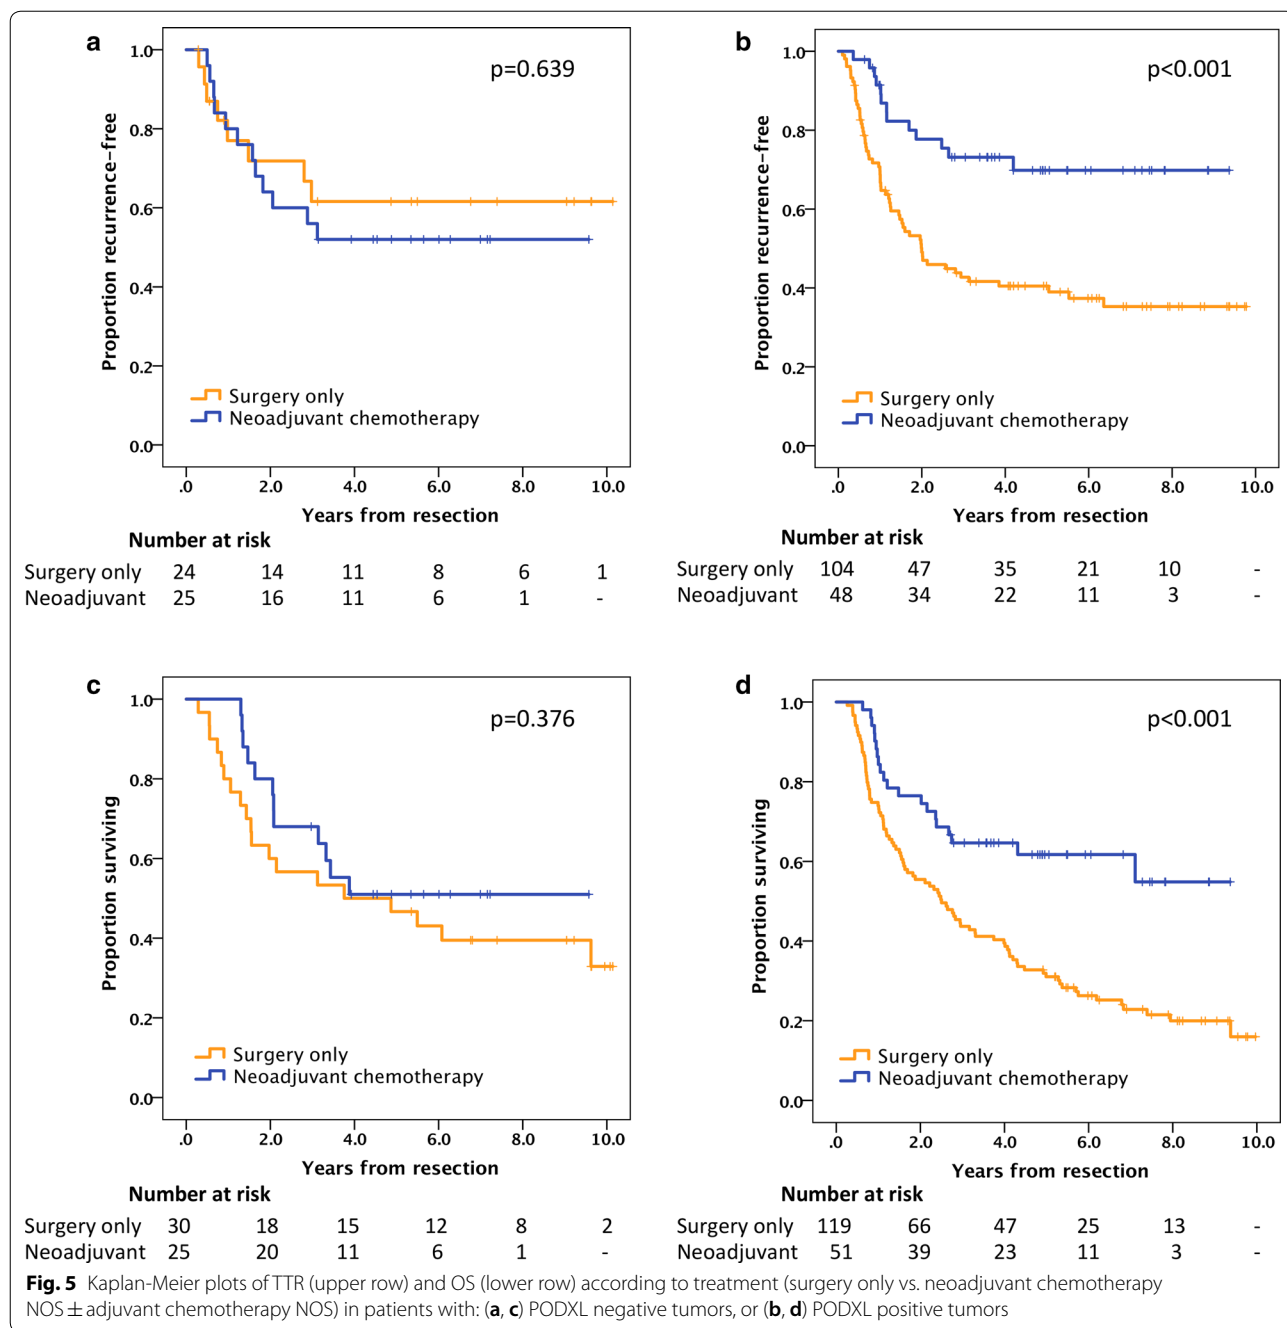 a
p=0.639
Proportion recurrence-free
1.0
0.8
0.6
0.4
0.2
0.0
Surgery only
Neoadjuvant chemotherapy
.0 2.0 4.0 6.0 8.0 10.0
Years from resection
Number at risk
Surgery only 24 14 11 8 6 1
Neoadjuvant 25 16 11 6 1 -
b
p<0.001
Proportion recurrence-free
1.0
0.8
0.6
0.4
0.2
0.0
Surgery only
Neoadjuvant chemotherapy
.0 2.0 4.0 6.0 8.0 10.0
Years from resection
Number at risk
Surgery only 104 47 35 21 10 -
Neoadjuvant 48 34 22 11 3 -
c
p=0.376
Proportion surviving
1.0
0.8
0.6
0.4
0.2
0.0
Surgery only
Neoadjuvant chemotherapy
.0 2.0 4.0 6.0 8.0 10.0
Years from resection
Number at risk
Surgery only 30 18 15 12 8 2
Neoadjuvant 25 20 11 6 1 -
d
p<0.001
Proportion surviving
1.0
0.8
0.6
0.4
0.2
0.0
Surgery only
Neoadjuvant chemotherapy
.0 2.0 4.0 6.0 8.0 10.0
Years from resection
Number at risk
Surgery only 119 66 47 25 13 -
Neoadjuvant 51 39 23 11 3 -
Fig. 5 Kaplan-Meier plots of TTR (upper row) and OS (lower row) according to treatment (surgery only vs. neoadjuvant chemotherapy
NOS ± adjuvant chemotherapy NOS) in patients with: (a, c) PODXL negative tumors, or (b, d) PODXL positive tumors